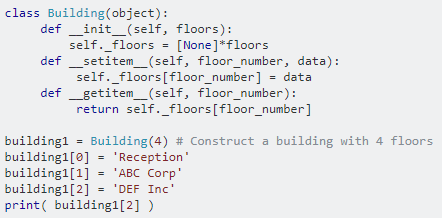 class Building(object):
     def __init__(self, floors):
         self._floors = [None]*floors
     def __setitem__(self, floor_number, data):
          self._floors[floor_number] = data
     def __getitem__(self, floor_number):
          return self._floors[floor_number]

building1 = Building(4) # Construct a building with 4 floors
building1[0] = 'Reception'
building1[1] = 'ABC Corp'
building1[2] = 'DEF Inc'
print( building1[2] )